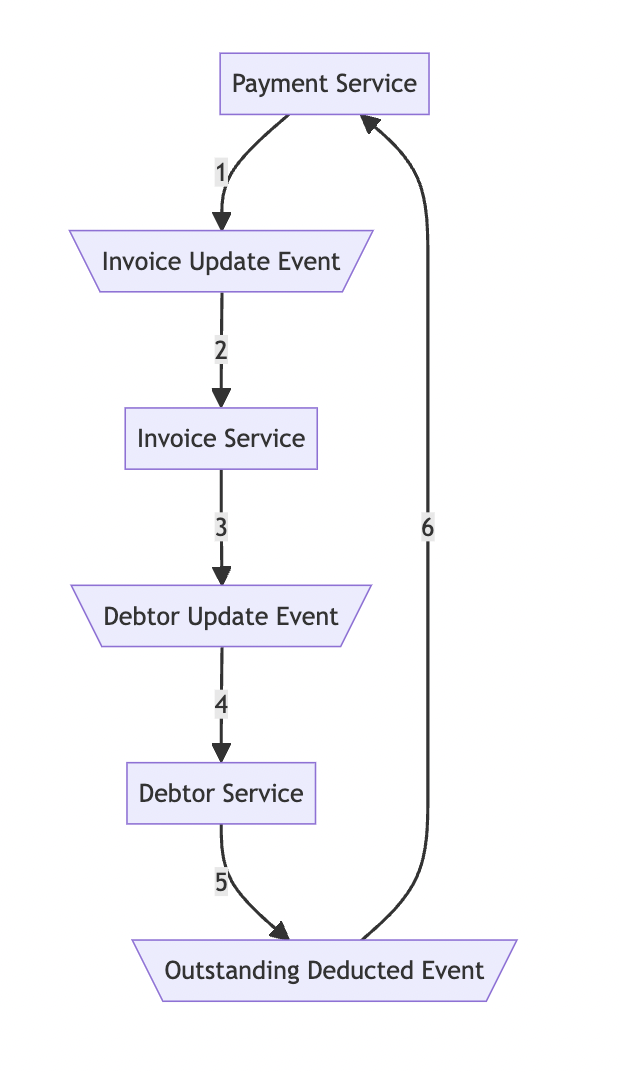 Payment Service
1
Invoice Update Event
2
Invoice Service
3
6
Debtor Update Event
4
Debtor Service
5
Outstanding Deducted Event